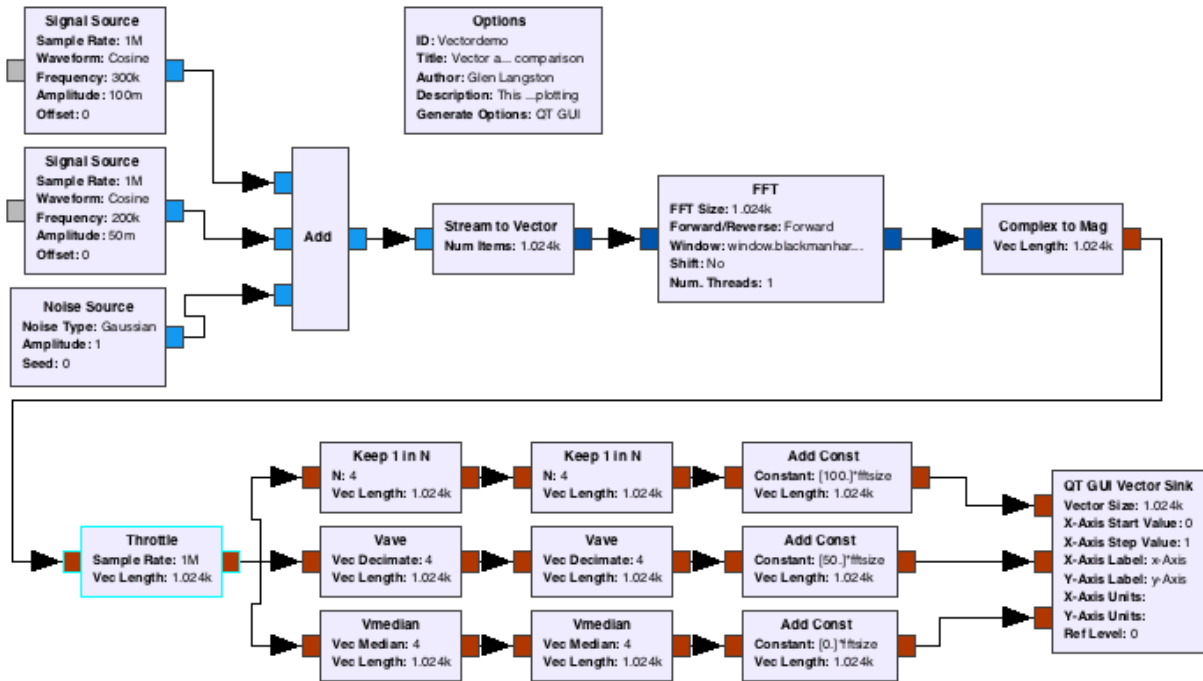 Signal Source
Sample Rate: 1M
Waveform: Cosine
Frequency: 300k
Amplitude: 100m
Offset: 0
Options
ID: Vectordemo
Title: Vector a... comparison
Author: Glen Langston
Description: This ...plotting
Generate Options: QT GUI
Signal Source
Sample Rate: 1M
Waveform: Cosine
Frequency: 200k
Amplitude: 50m
Offset: 0
Noise Source
Noise Type: Gaussian
Amplitude: 1
Seed: 0
Add
Stream to Vector
Num Items: 1.024k
FFT
FFT Size: 1.024k
Forward/Reverse: Forward
Window: window.blackmanhar...
Shift: No
Num. Threads: 1
Complex to Mag
Vec Length: 1.024k
Throttle
Sample Rate: 1M
Vec Length: 1.024k
Keep 1 in N
N: 4
Vec Length: 1.024k
Keep 1 in N
N: 4
Vec Length: 1.024k
Add Const
Constant: [100.]*fftsize
Vec Length: 1.024k
Vave
Vec Decimate: 4
Vec Length: 1.024k
Vave
Vec Decimate: 4
Vec Length: 1.024k
Add Const
Constant: [50.]*fftsize
Vec Length: 1.024k
Vmedian
Vec Median: 4
Vec Length: 1.024k
Vmedian
Vec Median: 4
Vec Length: 1.024k
Add Const
Constant: [0.]*fftsize
Vec Length: 1.024k
QT GUI Vector Sink
Vector Size: 1.024k
X-Axis Start Value: 0
X-Axis Step Value: 1
X-Axis Label: x-Axis
Y-Axis Label: y-Axis
X-Axis Units:
Y-Axis Units:
Ref Level: 0